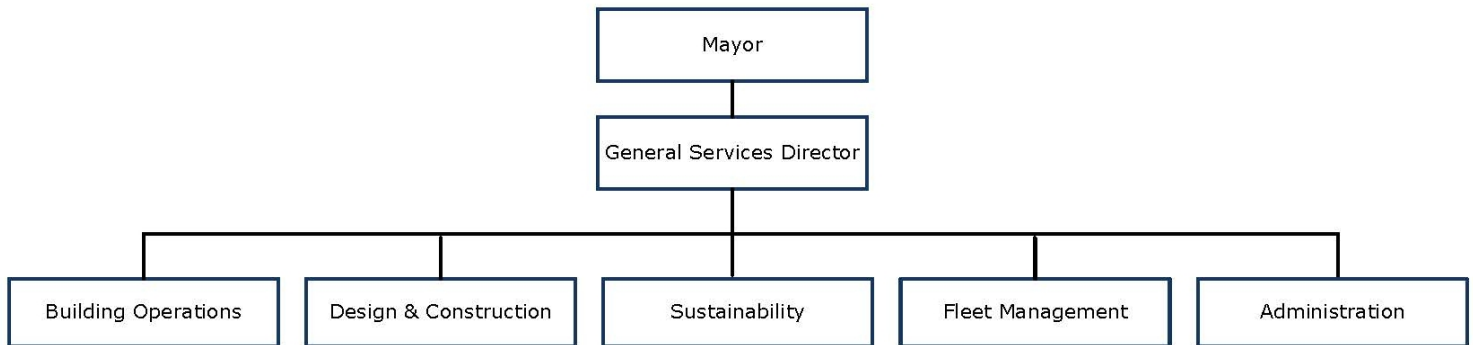 Mayor
General Services Director
Building Operations
Design & Construction
Sustainability
Fleet Management
Administration